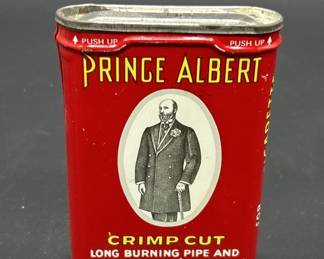 PUSH UP PUSH UP
PRINCE ALBERT
CRIMP CUT
LONG BURNING PIPE AND